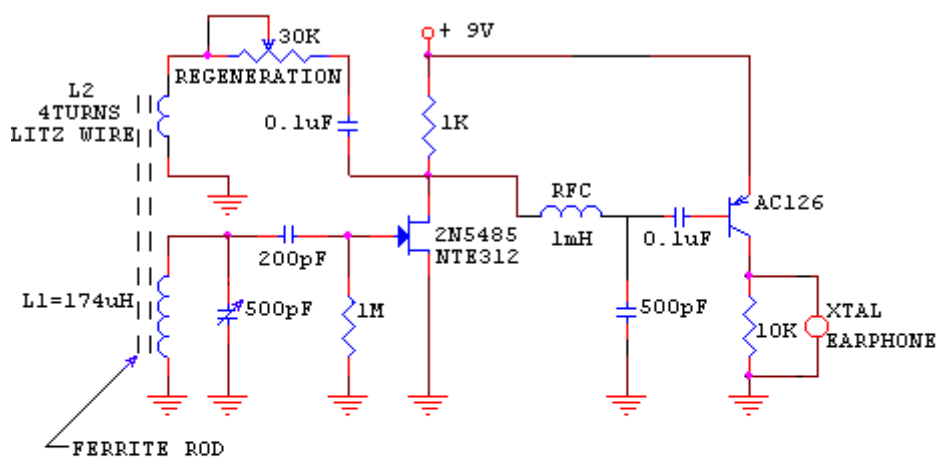 + 9V
30K
REGENERATION
L2
4TURNS
LITZ WIRE
0.1uF
1K
RFC
1mH
AC126
0.1uF
2N5485
NTE312
200pF
L1=174uH
500pF
1M
500pF
10K
XTAL
EARPHONE
FERRITE ROD